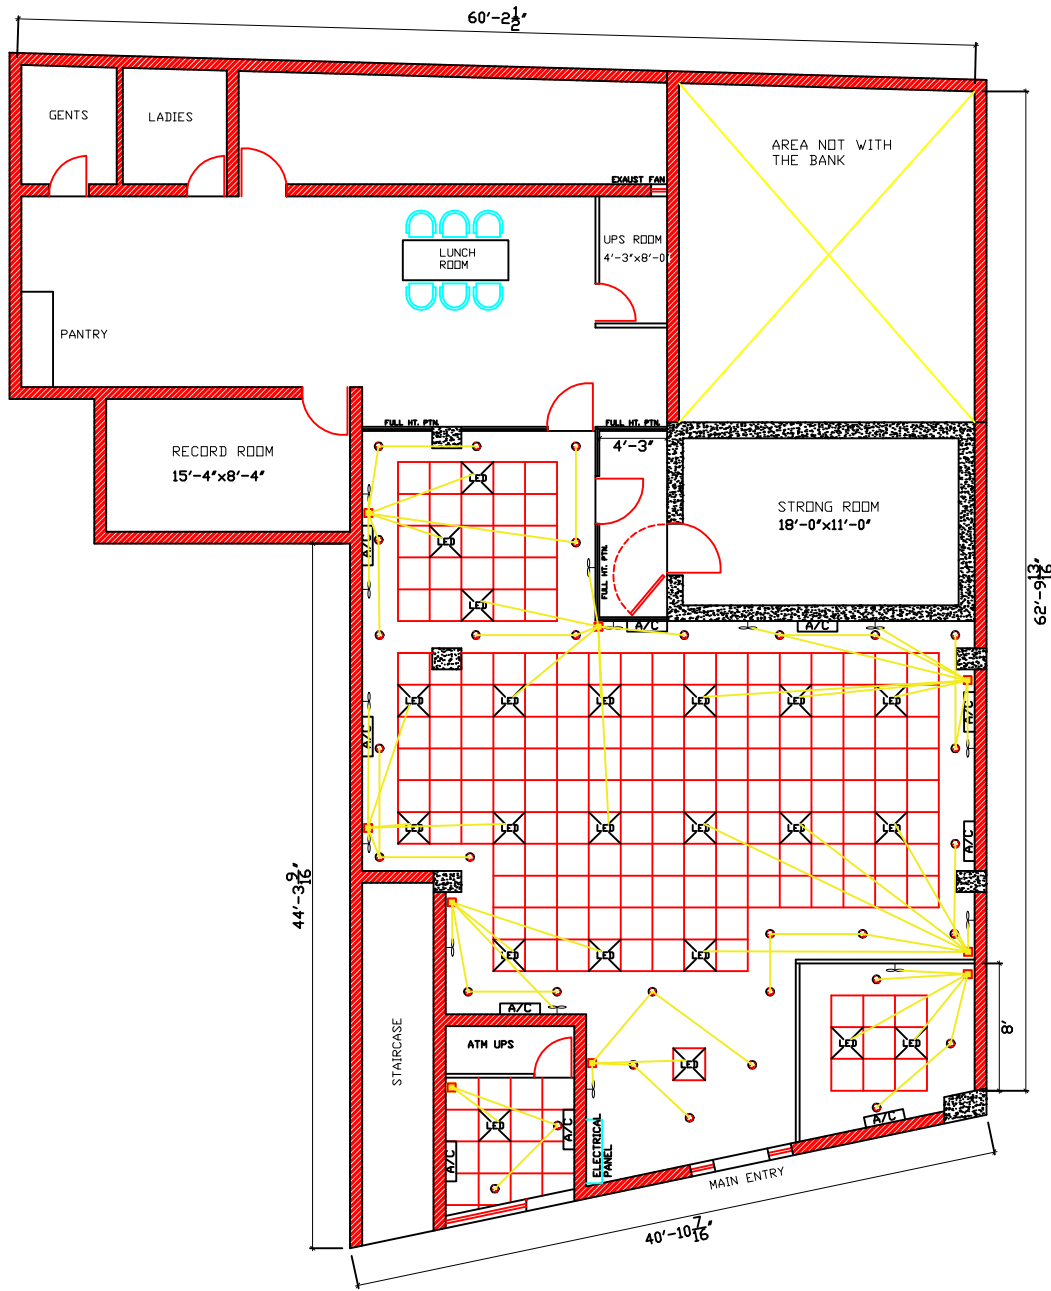 60'-2 1/2"
GENTS
LADIES
AREA NOT WITH
THE BANK
EXAUST FAN
LUNCH
ROOM
UPS ROOM
4'-3"x8'-0"
PANTRY
FULL HT. PTN.
FULL HT. PTN.
4'-3"
RECORD ROOM
15'-4"x8'-4"
LED
STRONG ROOM
18'-0"x11'-0"
LED
A/C
FULL HT. PTN.
62'-9 13/16"
LED
A/C
A/C
LED
LED
LED
LED
LED
LED
A/C
A/C
LED
LED
LED
LED
LED
LED
A/C
44'-3 9/16"
LED
LED
LED
A/C
8'
STAIRCASE
ATM UPS
LED
LED
LED
LED
A/C
A/C
A/C
ELECTRICAL
PANEL
MAIN ENTRY
40'-10 7/16"